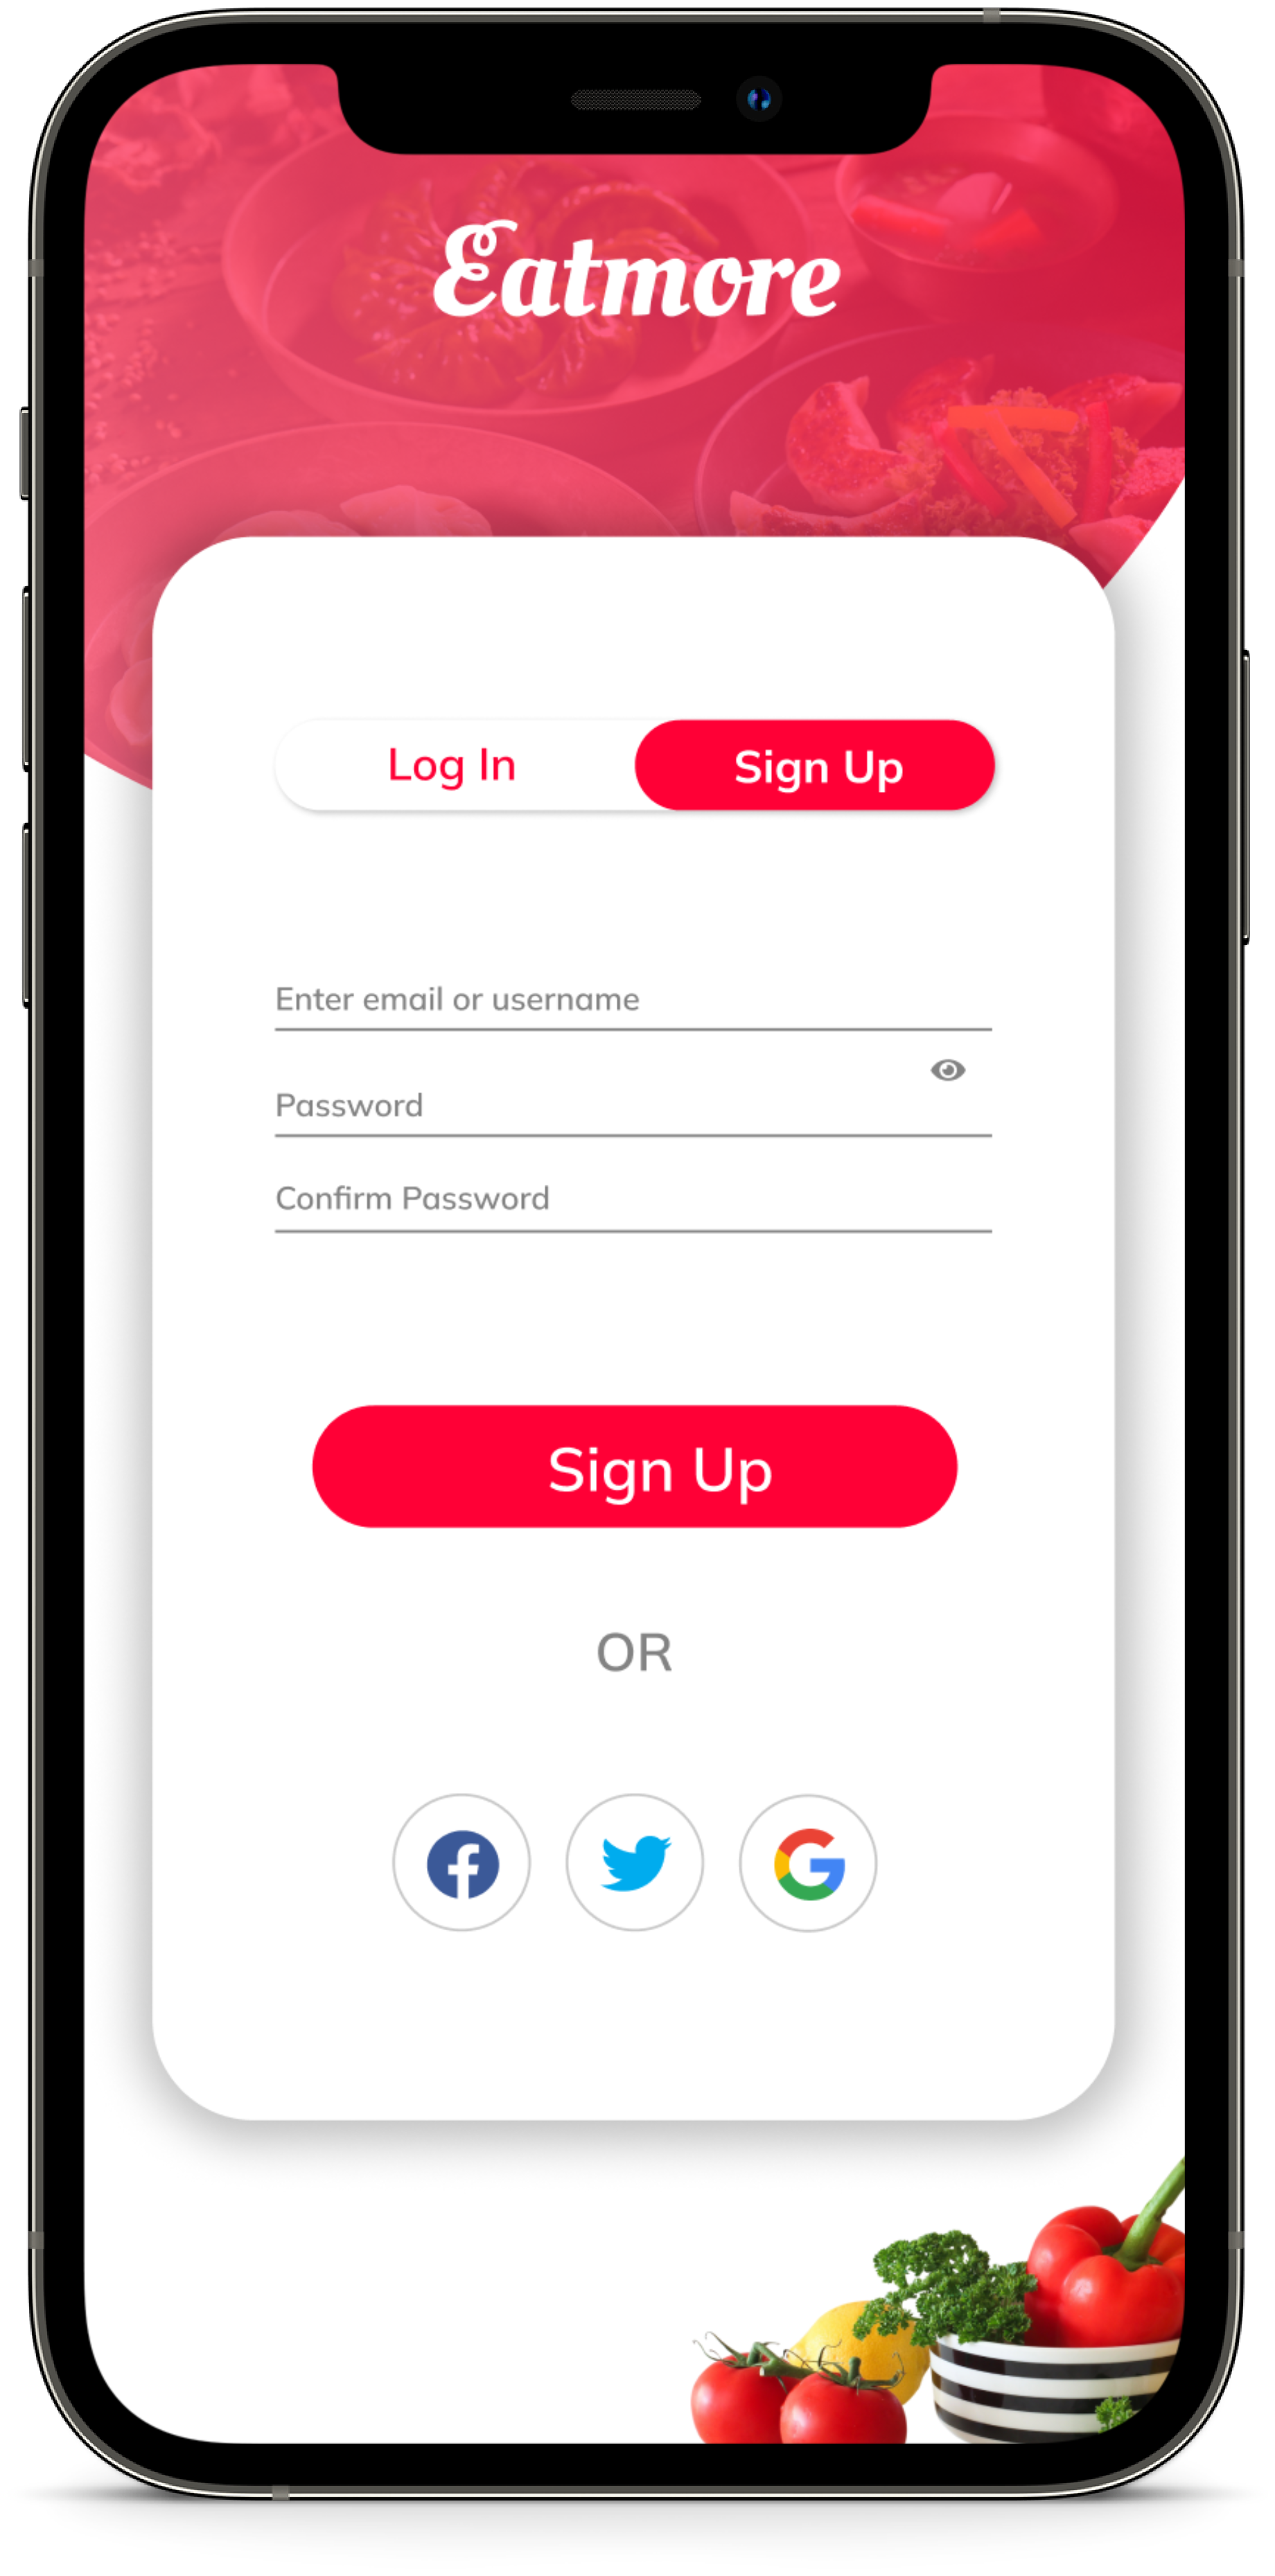 Eatmore
Log In
Sign Up
Enter email or username
Password
Confirm Password
Sign Up
OR